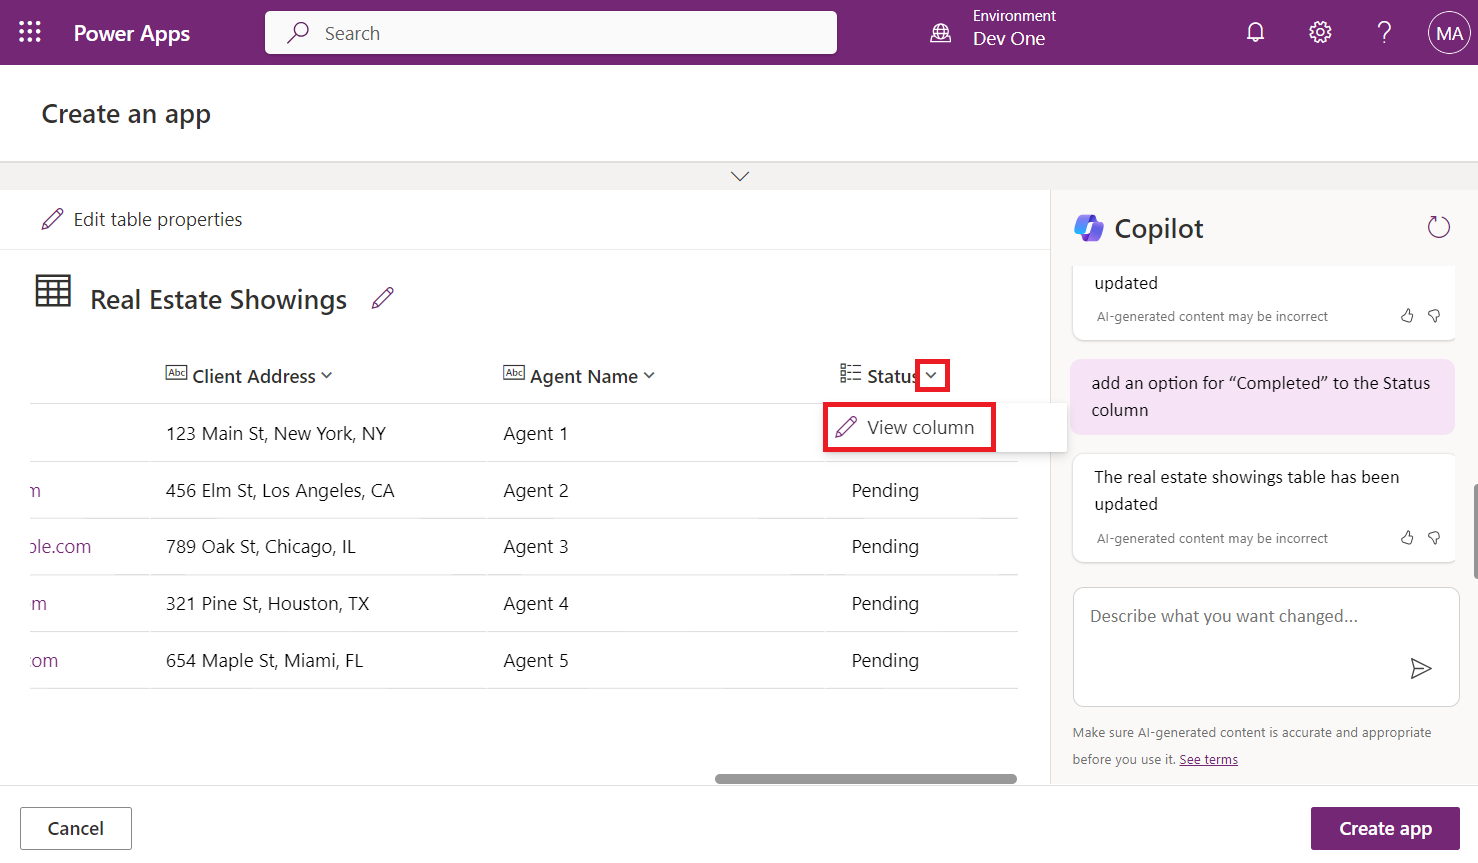 Power Apps
Search
Environment
Dev One
MA
Create an app
Edit table properties
Real Estate Showings
Abc Client Address
Abc Agent Name
Status
View column
123 Main St, New York, NY
Agent 1
m
456 Elm St, Los Angeles, CA
Agent 2
Pending
ple.com
789 Oak St, Chicago, IL
Agent 3
Pending
m
321 Pine St, Houston, TX
Agent 4
Pending
com
654 Maple St, Miami, FL
Agent 5
Pending
Copilot
updated
AI-generated content may be incorrect
add an option for “Completed” to the Status
column
The real estate showings table has been
updated
AI-generated content may be incorrect
Describe what you want changed...
Make sure AI-generated content is accurate and appropriate
before you use it. See terms
Cancel
Create app